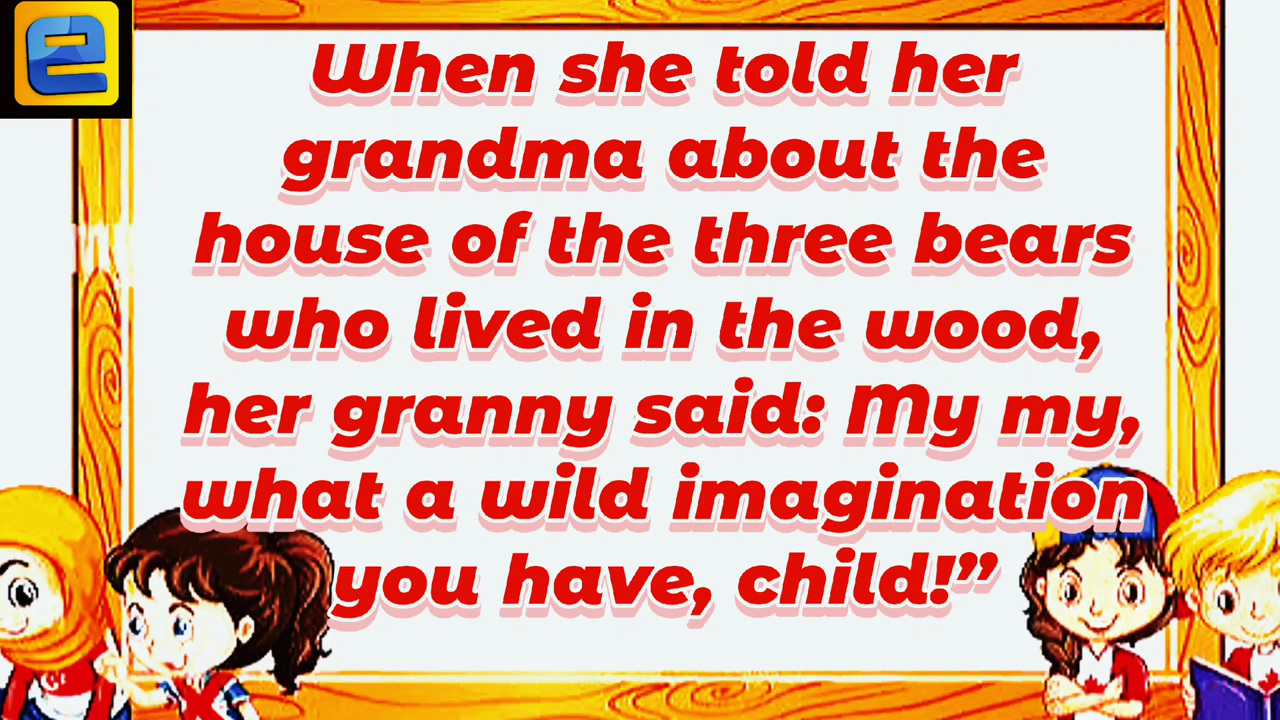 e
When she told her
grandma about the
house of the three bears
who lived in the wood,
her granny said: My my,
what a wild imagination
you have, child!”